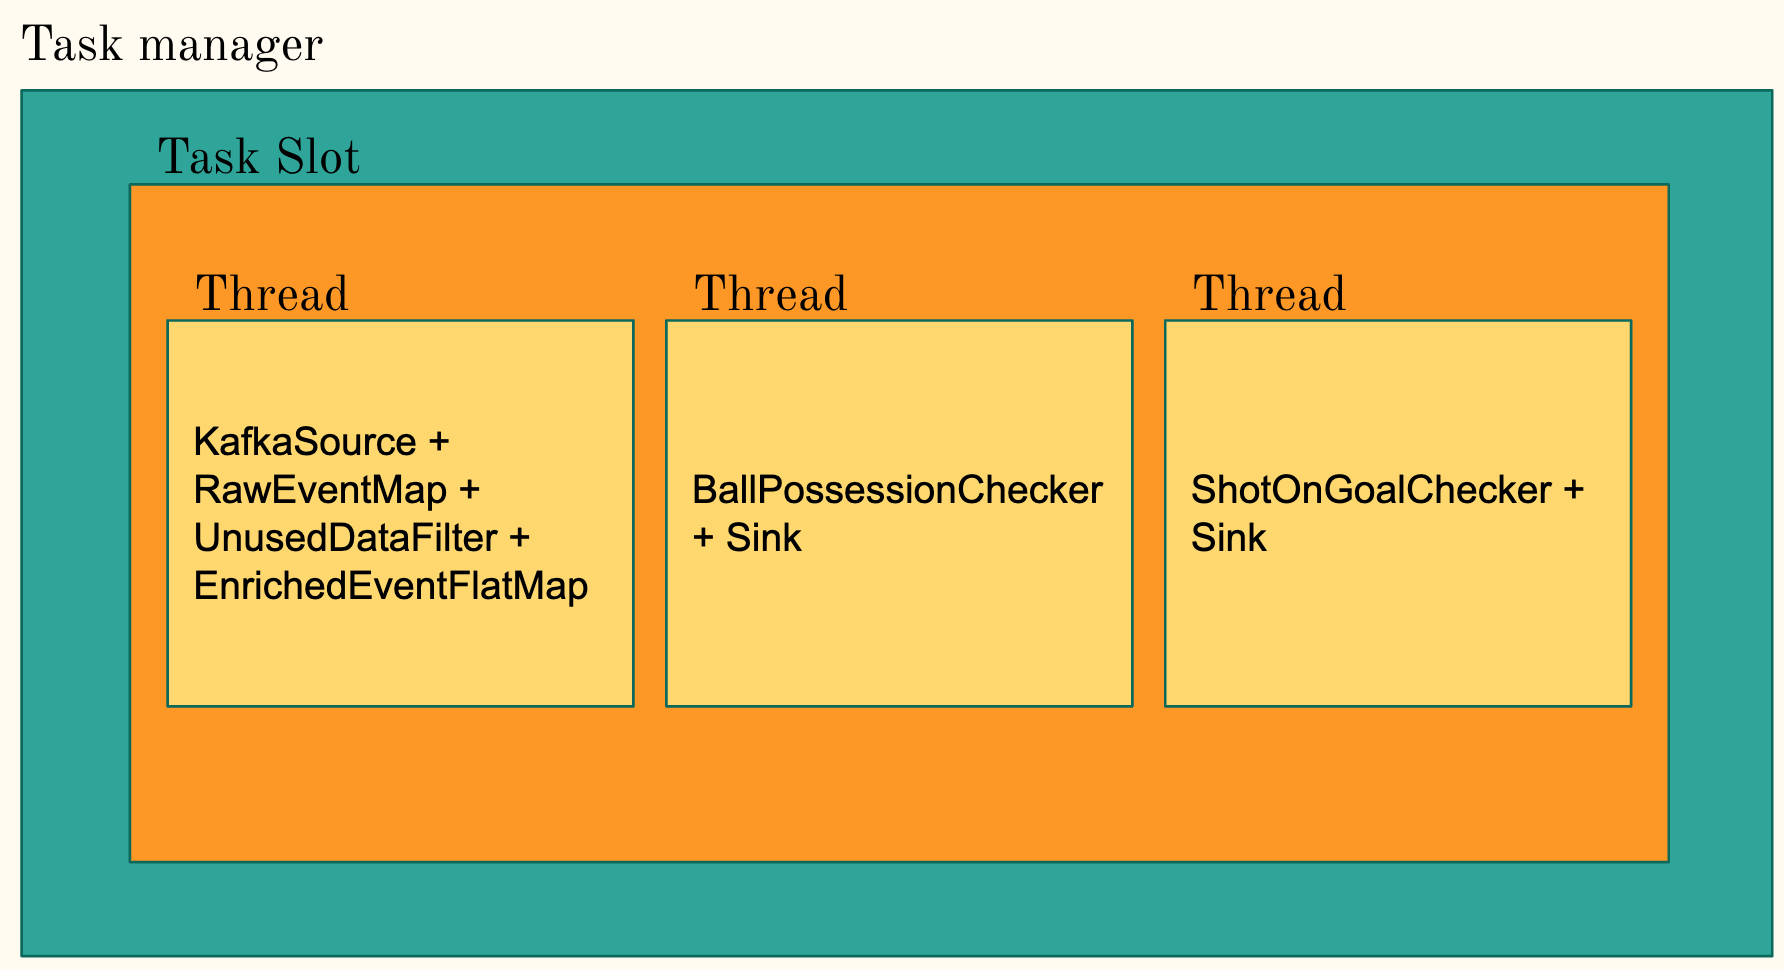 Task manager
Task Slot
Thread
KafkaSource +
RawEventMap +
UnusedDataFilter +
EnrichedEventFlatMap
Thread
BallPossessionChecker
+ Sink
Thread
ShotOnGoalChecker +
Sink